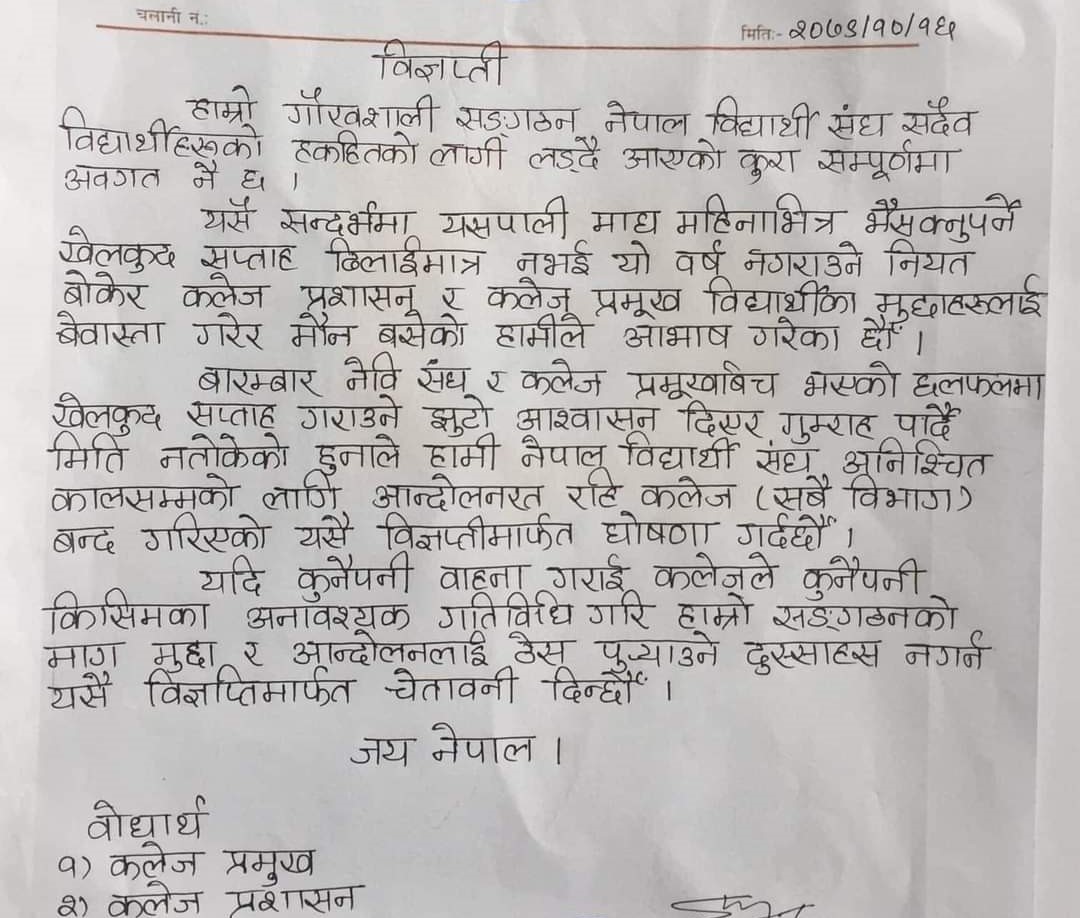 चलानी नं.:
मिति:- २०७९/१०/१६
विज्ञप्ती
हाम्रो गौरवशाली सङ्गठन नेपाल विद्यार्थी संघ सदैव
विद्यार्थीहरूको हकहितको लागी लड्दै आएको कुरा सम्पूर्णमा
अवगत नै छ ।
यसै सन्दर्भमा यसपाली माघ महिनाभित्र भैसक्नुपर्ने
खेलकुद सप्ताह ढिलाईमात्र नभई यो वर्ष नगराउने नियत
बोकेर कलेज प्रशासन र कलेज प्रमूख विद्यार्थीका मुद्दाहरुलाई
बेवास्ता गरेर मौन बसेको हामीले आभाष गरेका छौँ ।
बारम्बार नेवि संघ र कलेज प्रमूखबिच भएको छलफलमा
खेलकुद सप्ताह गराउने झुटो आश्वासन दिएर गुमराह पार्दै
मिति नतोकेको हुनाले हामी नेपाल विद्यार्थी संघ अनिश्चित
कालसम्मको लागि आन्दोलनरत रहि कलेज (सबै विभाग)
बन्द गरिएको यसै विज्ञप्तीमार्फत घोषणा गर्दछौँ ।
यदि कुनैपनी वाहना गराई कलेजले कुनैपनी
किसिमका अनावश्यक गतिविधि गरि हाम्रो सङ्गठनको
माग मुद्दा र आन्दोलनलाई ठेस पुर्‍याउने दुस्साहस नगर्न
यसै विज्ञप्तिमार्फत चेतावनी दिन्छौँ ।
जय नेपाल ।
वोधार्थ
१) कलेज प्रमुख
२) कलेज प्रशासन